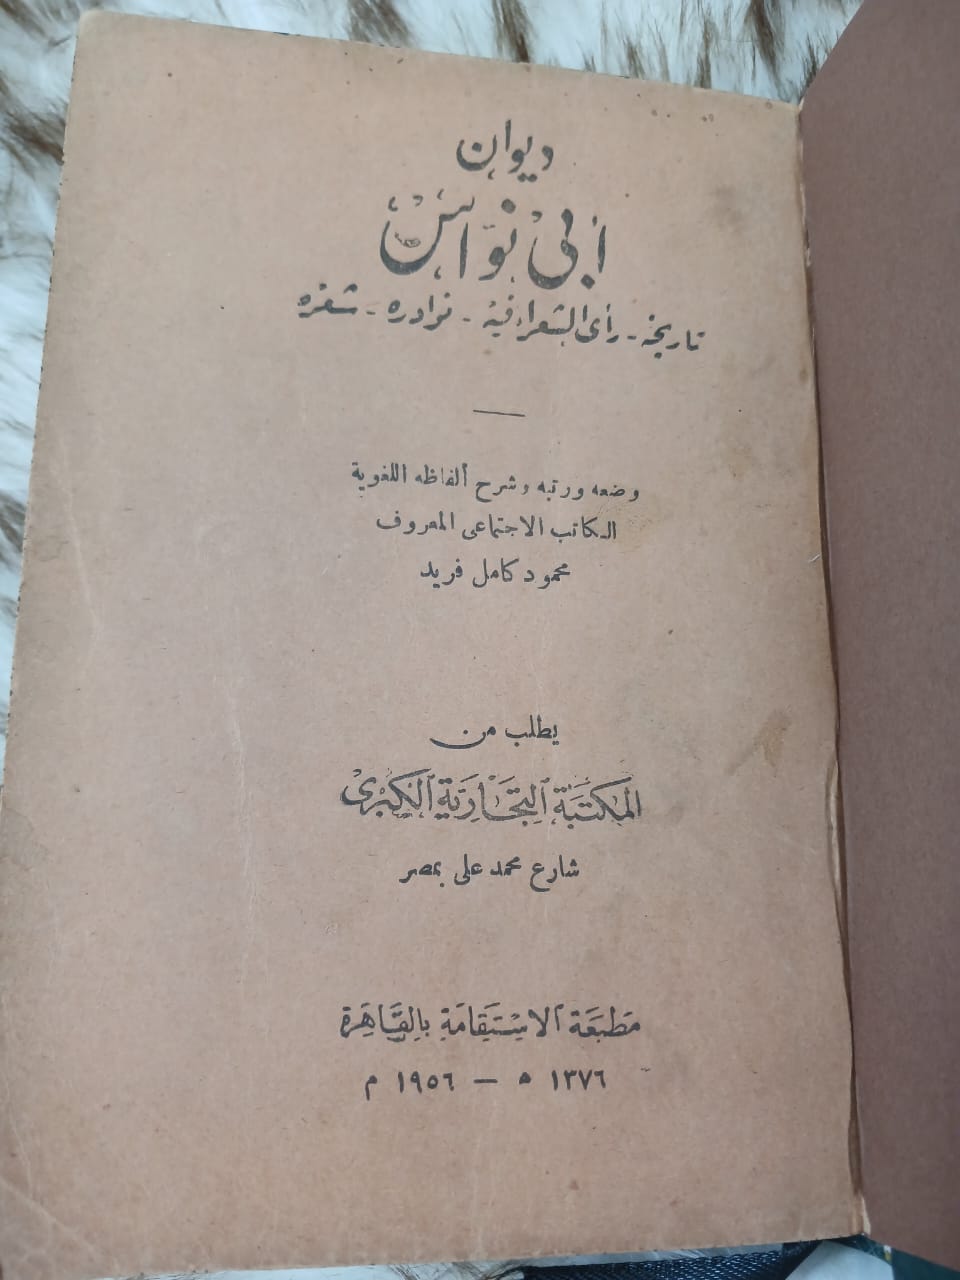 ديوان
أبي نواس
تاريخه - رأى الشعراء فيه - نوادره - شعره
وضعه ورتبه وشرح ألفاظه اللغوية
الكاتب الاجتماعى المعروف
محمود كامل فريد
يطلب من
المكتبة التجارية الكبرى
شارع محمد على بمصر
مطبعة الاستقامة بالقاهرة
١٣٧٦ ه — ١٩٥٦ م